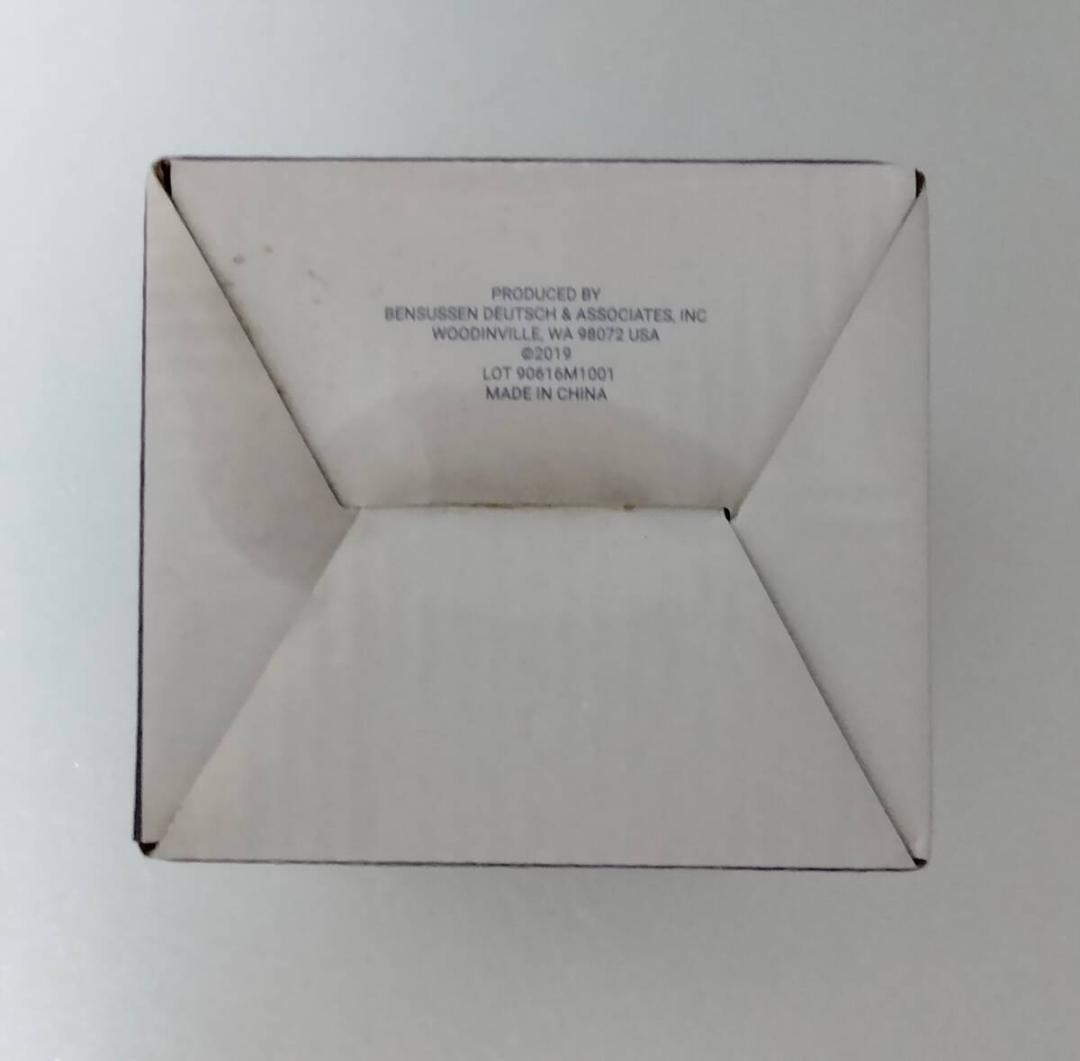 PRODUCED BY
BENSUSSEN DEUTSCH & ASSOCIATES, INC
WOODINVILLE, WA 98072 USA
©2019
LOT 90616M1001
MADE IN CHINA